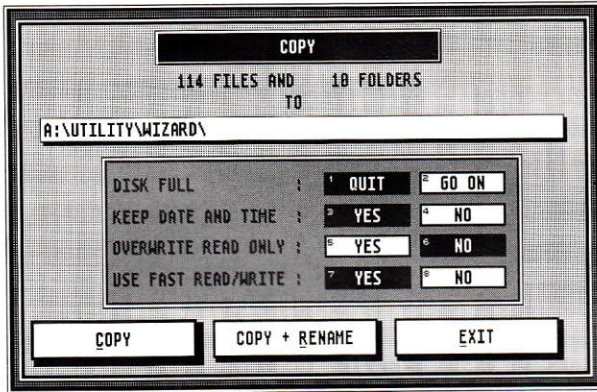 COPY
114 FILES AND 18 FOLDERS
TO
A:\UTILITY\WIZARD\
DISK FULL : 1 QUIT 2 GO ON
KEEP DATE AND TIME : 3 YES 4 NO
OVERWRITE READ ONLY : 5 YES 6 NO
USE FAST READ/WRITE : 7 YES 8 NO
COPY COPY + RENAME EXIT